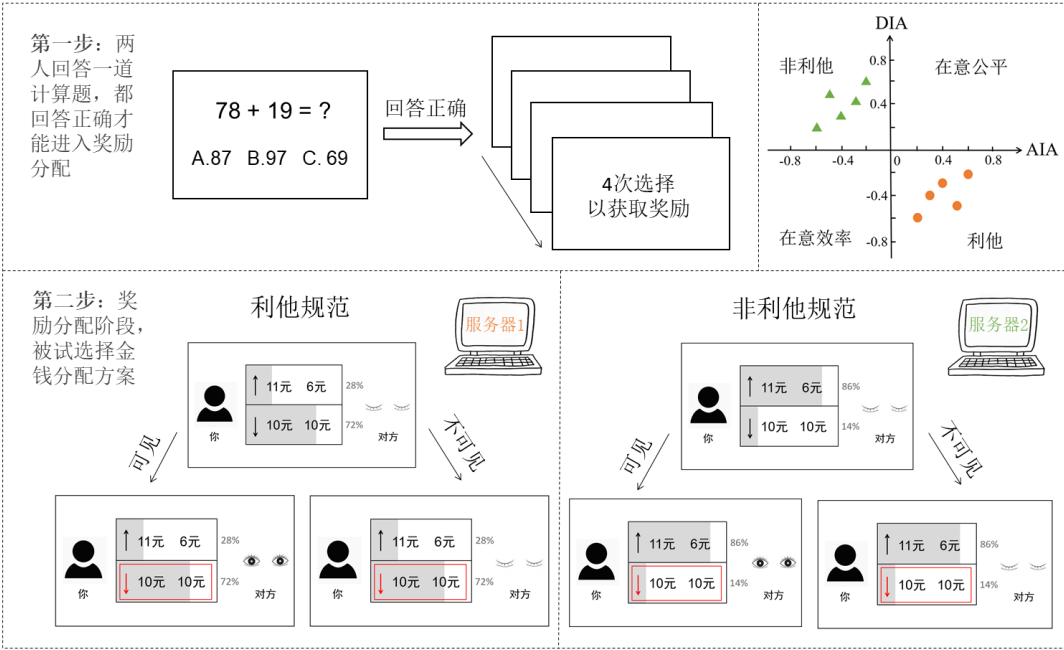 第一步：两
人回答一道
计算题，都
回答正确才
能进入奖励
分配
78 + 19 = ?
A.87 B.97 C. 69
回答正确
4次选择
以获取奖励
DIA
非利他
在意公平
0.8
0.4
AIA
-0.8
-0.4
0
0.4
0.8
-0.4
-0.8
在意效率
利他
第二步：奖
励分配阶段，
被试选择金
钱分配方案
利他规范
服务器1
↑ 11元 6元 28%
↓ 10元 10元 72%
你
对方
可见
不可见
↑ 11元 6元 28%
↓ 10元 10元 72%
你
对方
↑ 11元 6元 28%
↓ 10元 10元 72%
你
对方
非利他规范
服务器2
↑ 11元 6元 86%
↓ 10元 10元 14%
你
对方
可见
不可见
↑ 11元 6元 86%
↓ 10元 10元 14%
你
对方
↑ 11元 6元 86%
↓ 10元 10元 14%
你
对方